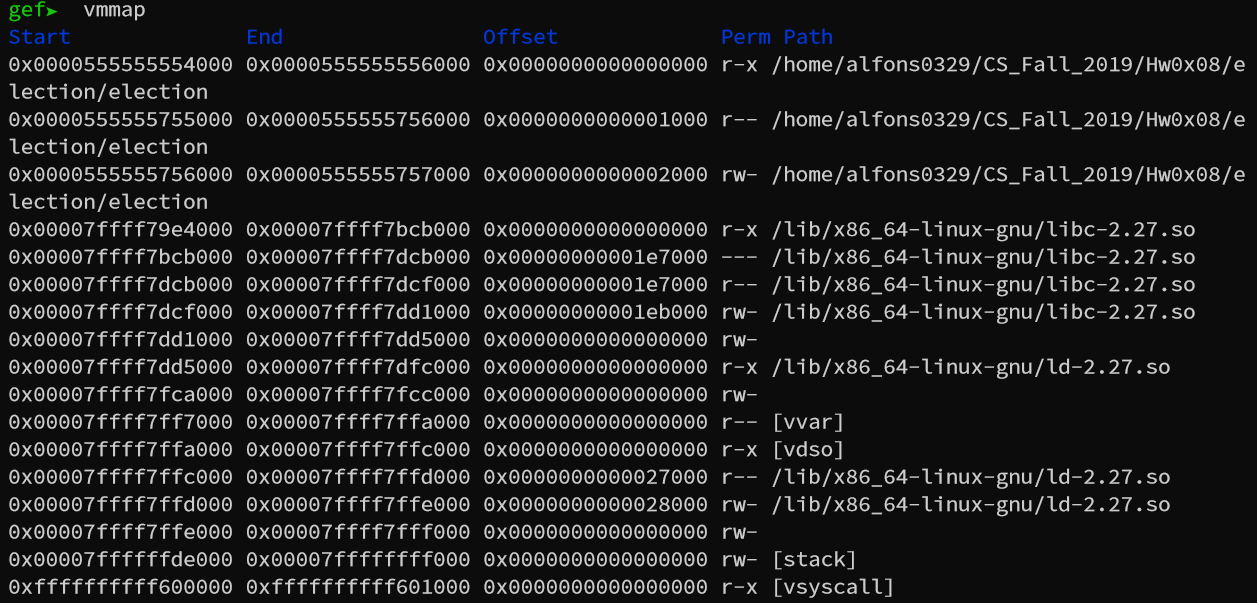 gef➤  vmmap
Start              End                Offset             Perm Path
0x0000555555554000 0x0000555555556000 0x0000000000000000 r-x /home/alfons0329/CS_Fall_2019/Hw0x08/e
lection/election
0x0000555555755000 0x0000555555756000 0x0000000000001000 r-- /home/alfons0329/CS_Fall_2019/Hw0x08/e
lection/election
0x0000555555756000 0x0000555555757000 0x0000000000002000 rw- /home/alfons0329/CS_Fall_2019/Hw0x08/e
lection/election
0x00007ffff79e4000 0x00007ffff7bcb000 0x0000000000000000 r-x /lib/x86_64-linux-gnu/libc-2.27.so
0x00007ffff7bcb000 0x00007ffff7dcb000 0x00000000001e7000 --- /lib/x86_64-linux-gnu/libc-2.27.so
0x00007ffff7dcb000 0x00007ffff7dcf000 0x00000000001e7000 r-- /lib/x86_64-linux-gnu/libc-2.27.so
0x00007ffff7dcf000 0x00007ffff7dd1000 0x00000000001eb000 rw- /lib/x86_64-linux-gnu/libc-2.27.so
0x00007ffff7dd1000 0x00007ffff7dd5000 0x0000000000000000 rw-
0x00007ffff7dd5000 0x00007ffff7dfc000 0x0000000000000000 r-x /lib/x86_64-linux-gnu/ld-2.27.so
0x00007ffff7fca000 0x00007ffff7fcc000 0x0000000000000000 rw-
0x00007ffff7ff7000 0x00007ffff7ffa000 0x0000000000000000 r-- [vvar]
0x00007ffff7ffa000 0x00007ffff7ffc000 0x0000000000000000 r-x [vdso]
0x00007ffff7ffc000 0x00007ffff7ffd000 0x0000000000027000 r-- /lib/x86_64-linux-gnu/ld-2.27.so
0x00007ffff7ffd000 0x00007ffff7ffe000 0x0000000000028000 rw- /lib/x86_64-linux-gnu/ld-2.27.so
0x00007ffff7ffe000 0x00007ffff7fff000 0x0000000000000000 rw-
0x00007ffffffde000 0x00007ffffffff000 0x0000000000000000 rw- [stack]
0xffffffffff600000 0xffffffffff601000 0x0000000000000000 r-x [vsyscall]